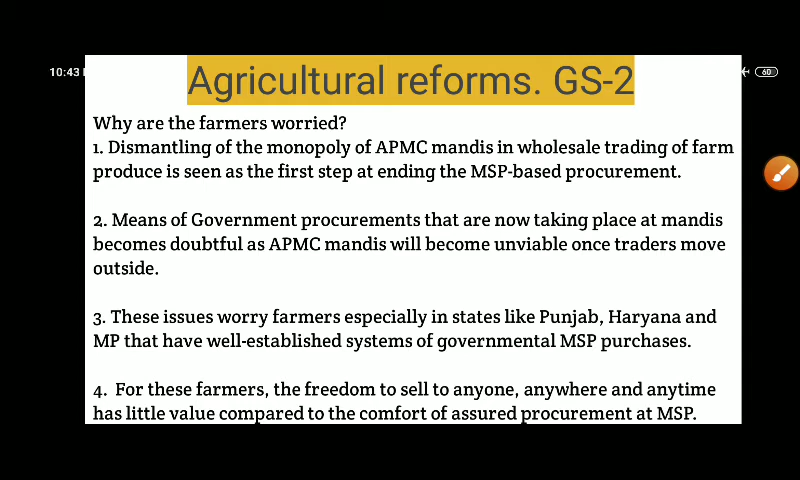 10:43
Agricultural reforms. GS-2
60
Why are the farmers worried?
1. Dismantling of the monopoly of APMC mandis in wholesale trading of farm
produce is seen as the first step at ending the MSP-based procurement.
2. Means of Government procurements that are now taking place at mandis
becomes doubtful as APMC mandis will become unviable once traders move
outside.
3. These issues worry farmers especially in states like Punjab, Haryana and
MP that have well-established systems of governmental MSP purchases.
4. For these farmers, the freedom to sell to anyone, anywhere and anytime
has little value compared to the comfort of assured procurement at MSP.